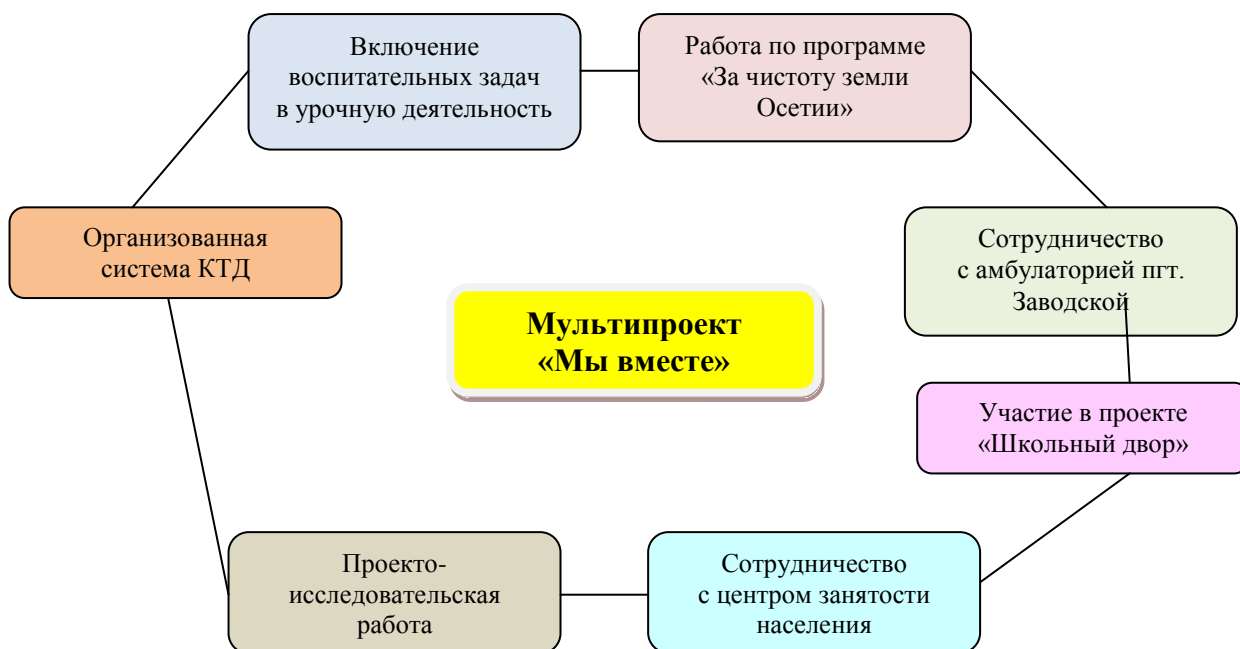 Включение
воспитательных задач
в урочную деятельность
Работа по программе
«За чистоту земли
Осетии»
Организованная
система КТД
Сотрудничество
с амбулаторией пгт.
Заводской
Мультипроект
«Мы вместе»
Участие в проекте
«Школьный двор»
Проекто-
исследовательская
работа
Сотрудничество
с центром занятости
населения